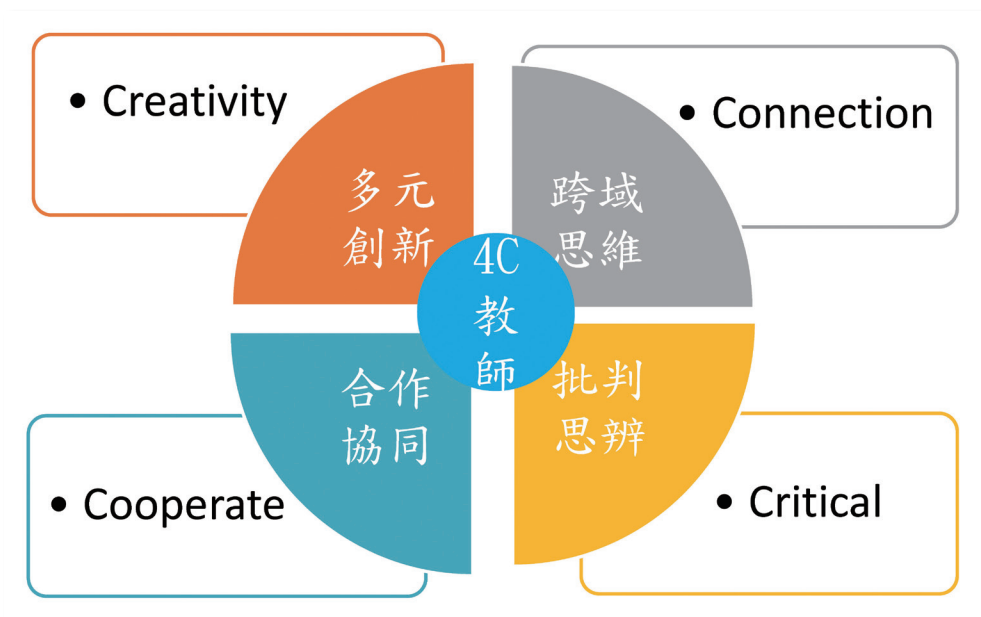 • Creativity
多元
創新
• Connection
跨域
思維
4C
教
師
合作
協同
• Cooperate
批判
思辨
• Critical